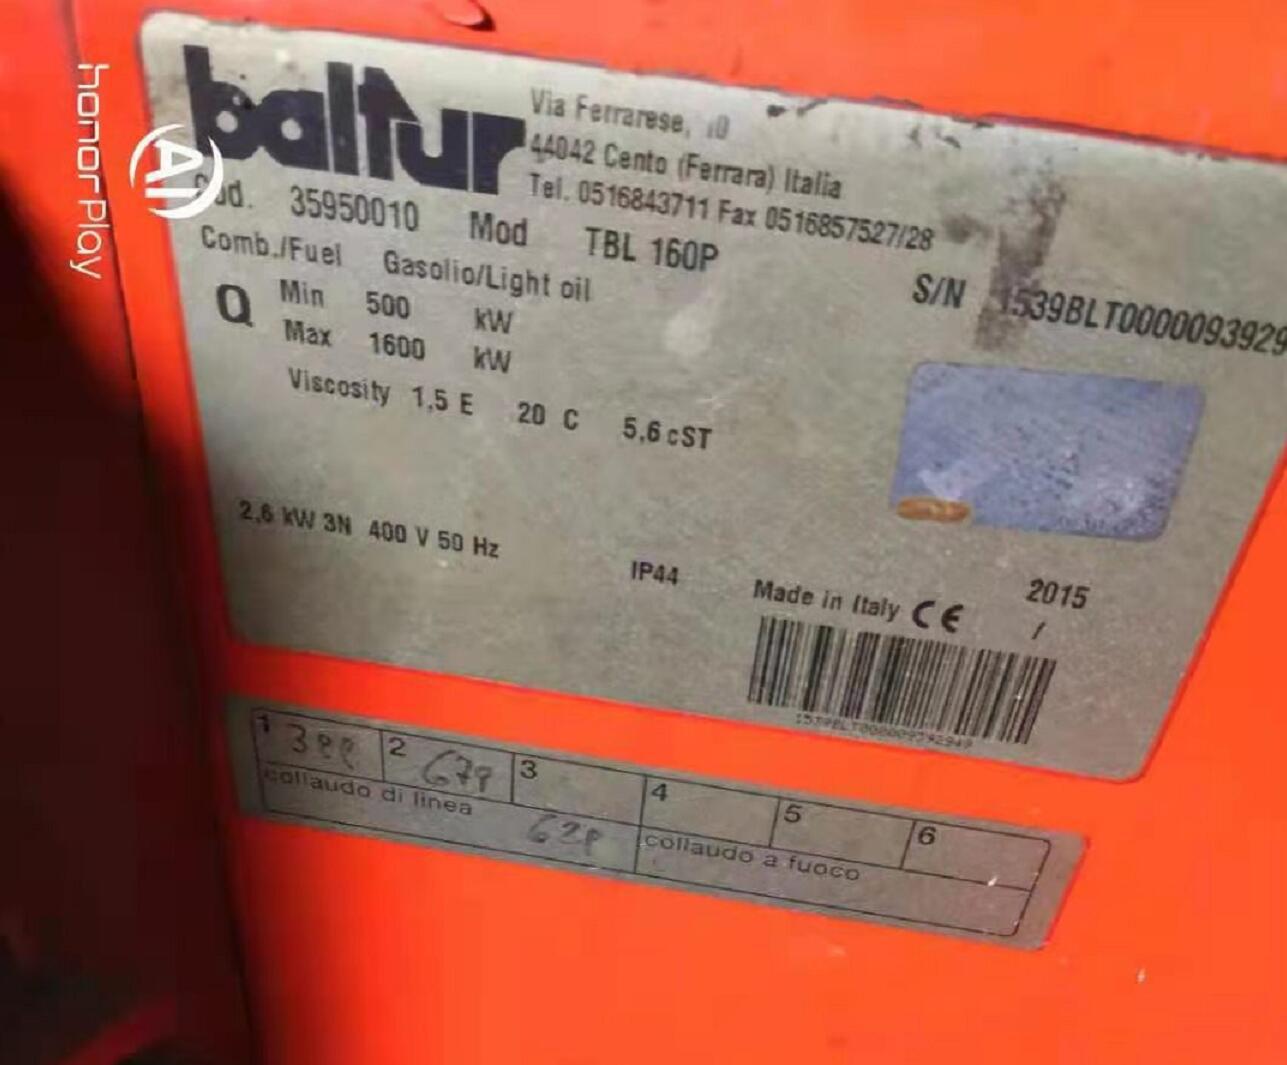 honor Play
AI
baltur
Via Ferrarese, 10
44042 Cento (Ferrara) Italia
Tel. 0516843711 Fax 0516857527/28
Cod. 35950010 Mod TBL 160P
S/N 1539BLT0000093929
Comb./Fuel Gasolio/Light oil
Q Min 500 kW
Max 1600 kW
Viscosity 1,5 E 20 C 5,6 cST
2,6 kW 3N 400 V 50 Hz
IP44
Made in Italy CE
2015
/
1 2 679 3 4 5 6
collaudo di linea
collaudo a fuoco